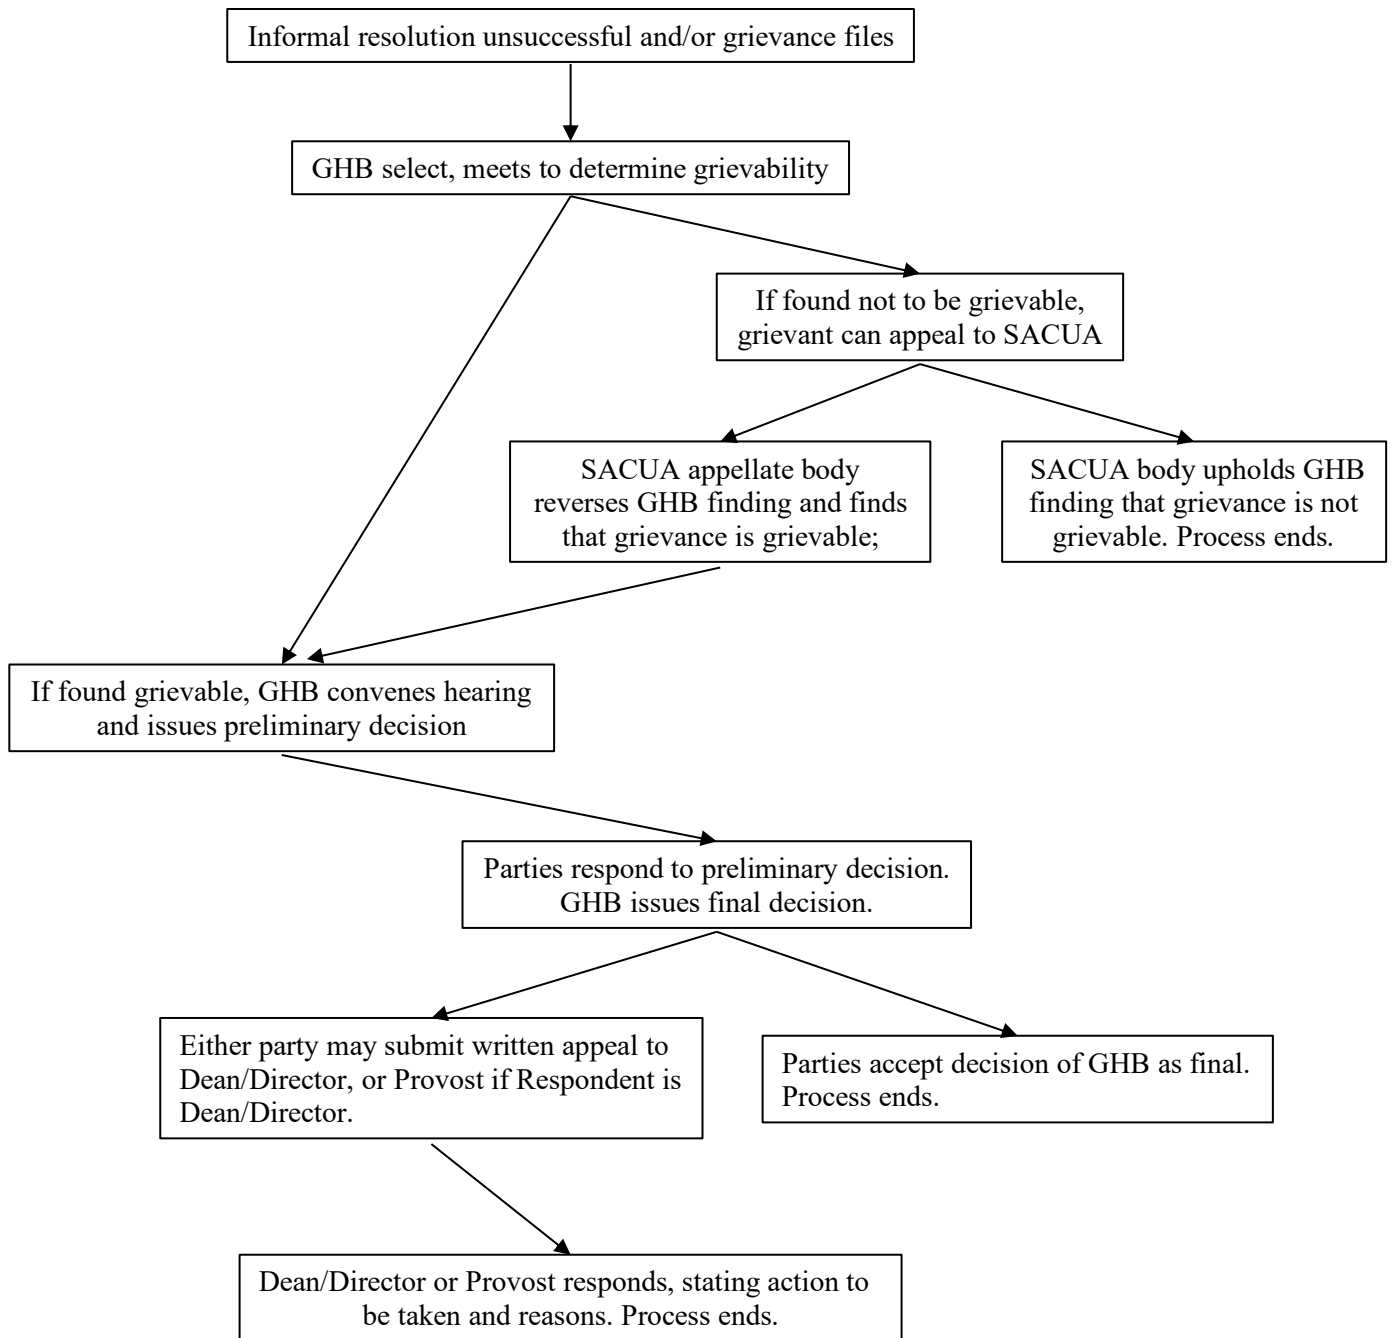 Informal resolution unsuccessful and/or grievance files
GHB select, meets to determine grievability
If found not to be grievable,
grievant can appeal to SACUA
SACUA appellate body
reverses GHB finding and finds
that grievance is grievable;
SACUA body upholds GHB
finding that grievance is not
grievable. Process ends.
If found grievable, GHB convenes hearing
and issues preliminary decision
Parties respond to preliminary decision.
GHB issues final decision.
Either party may submit written appeal to
Dean/Director, or Provost if Respondent is
Dean/Director.
Parties accept decision of GHB as final.
Process ends.
Dean/Director or Provost responds, stating action to
be taken and reasons. Process ends.